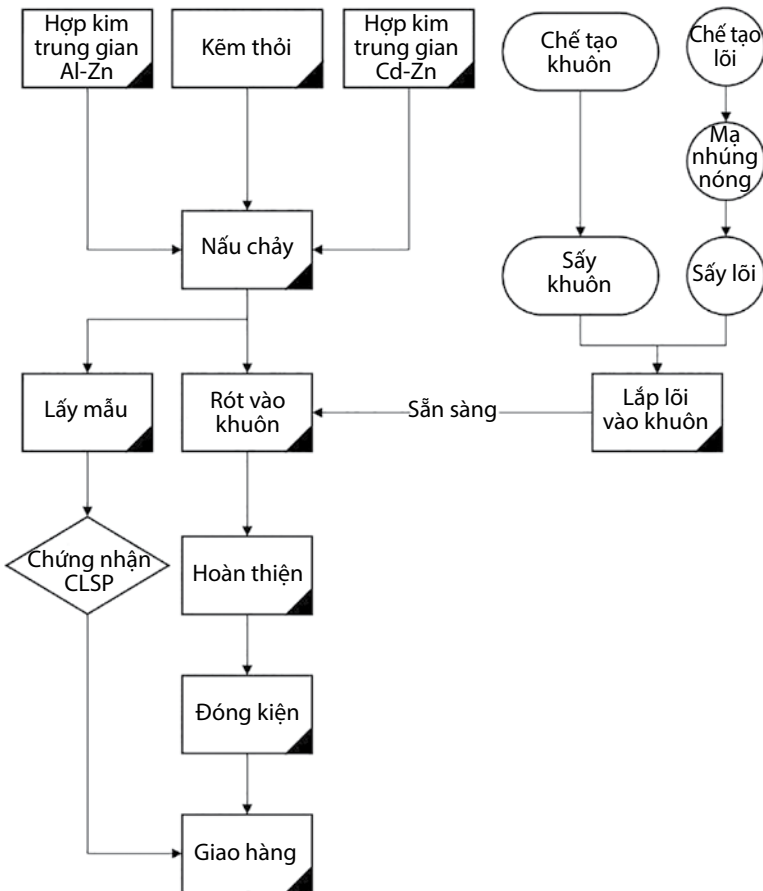 Hợp kim
trung gian
Al-Zn
Kẽm thỏi
Hợp kim
trung gian
Cd-Zn
Chế tạo
khuôn
Chế tạo
lõi
Mạ
nhúng
nóng
Nấu chảy
Sấy
khuôn
Sấy lõi
Lấy mẫu
Rót vào
khuôn
Sẵn sàng
Lắp lõi
vào khuôn
Chứng nhận
CLSP
Hoàn thiện
Đóng kiện
Giao hàng